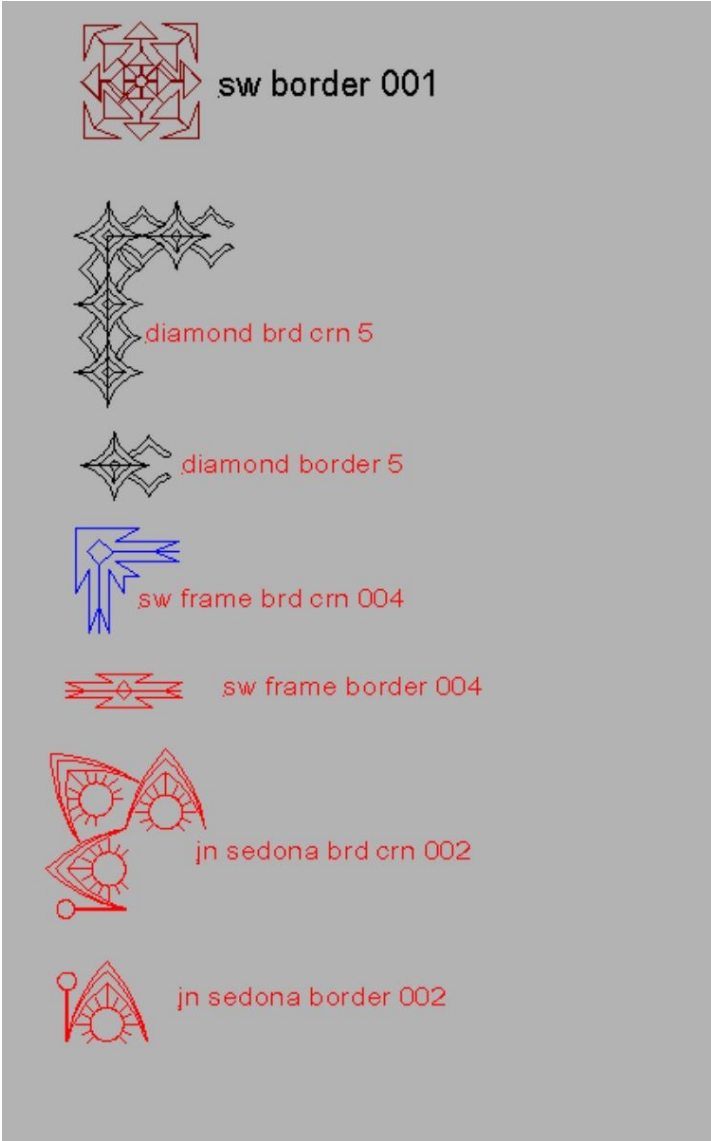 sw border 001
diamond brd crn 5
diamond border 5
sw frame brd crn 004
sw frame border 004
jn sedona brd crn 002
jn sedona border 002